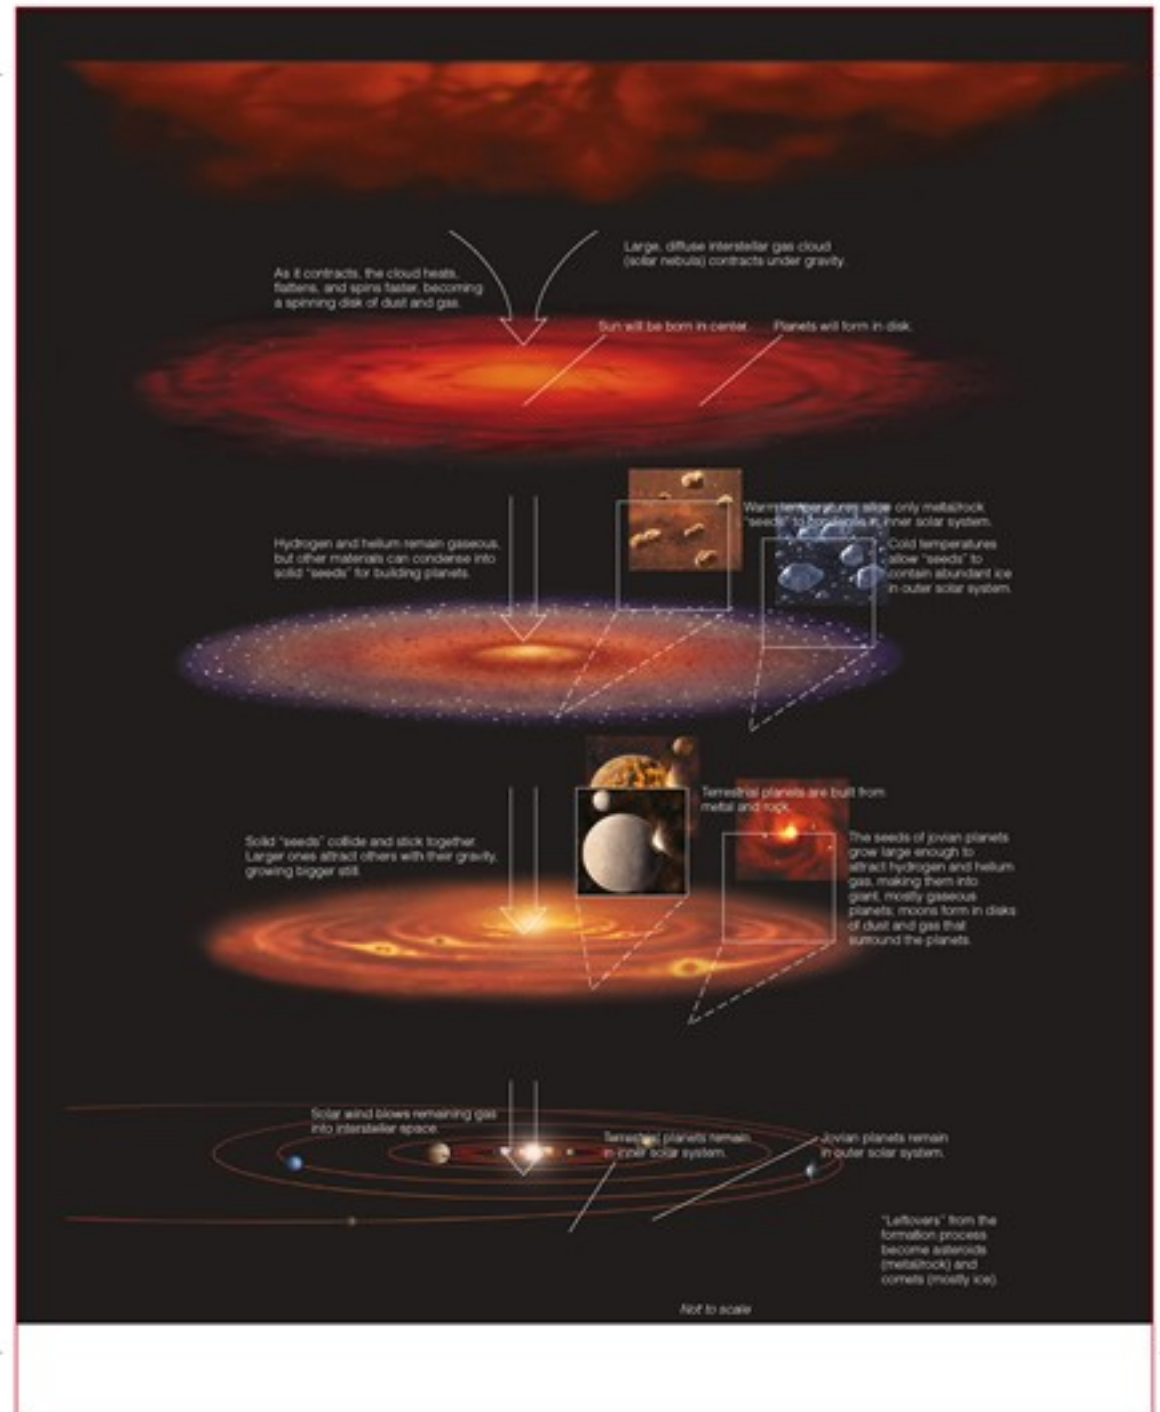 Large, diffuse interstellar gas cloud
(solar nebula) contracts under gravity.
As it contracts, the cloud heats,
flattens, and spins faster, becoming
a spinning disk of dust and gas.
Sun will be born in center.
Planets will form in disk.
Warm temperatures allow only metal/rock
"seeds" to condense in inner solar system.
Hydrogen and helium remain gaseous,
but other materials can condense into
solid "seeds" for building planets.
Cold temperatures
allow "seeds" to
contain abundant ice
in outer solar system.
Terrestrial planets are built from
metal and rock.
Solid "seeds" collide and stick together.
Larger ones attract others with their gravity,
growing bigger still.
The seeds of jovian planets
grow large enough to
attract hydrogen and helium
gas, making them into
giant, mostly gaseous
planets; moons form in disks
of dust and gas that
surround the planets.
Solar wind blows remaining gas
into interstellar space.
Terrestrial planets remain
in inner solar system.
Jovian planets remain
in outer solar system.
"Leftovers" from the
formation process
become asteroids
(metal/rock) and
comets (mostly ice).
Not to scale